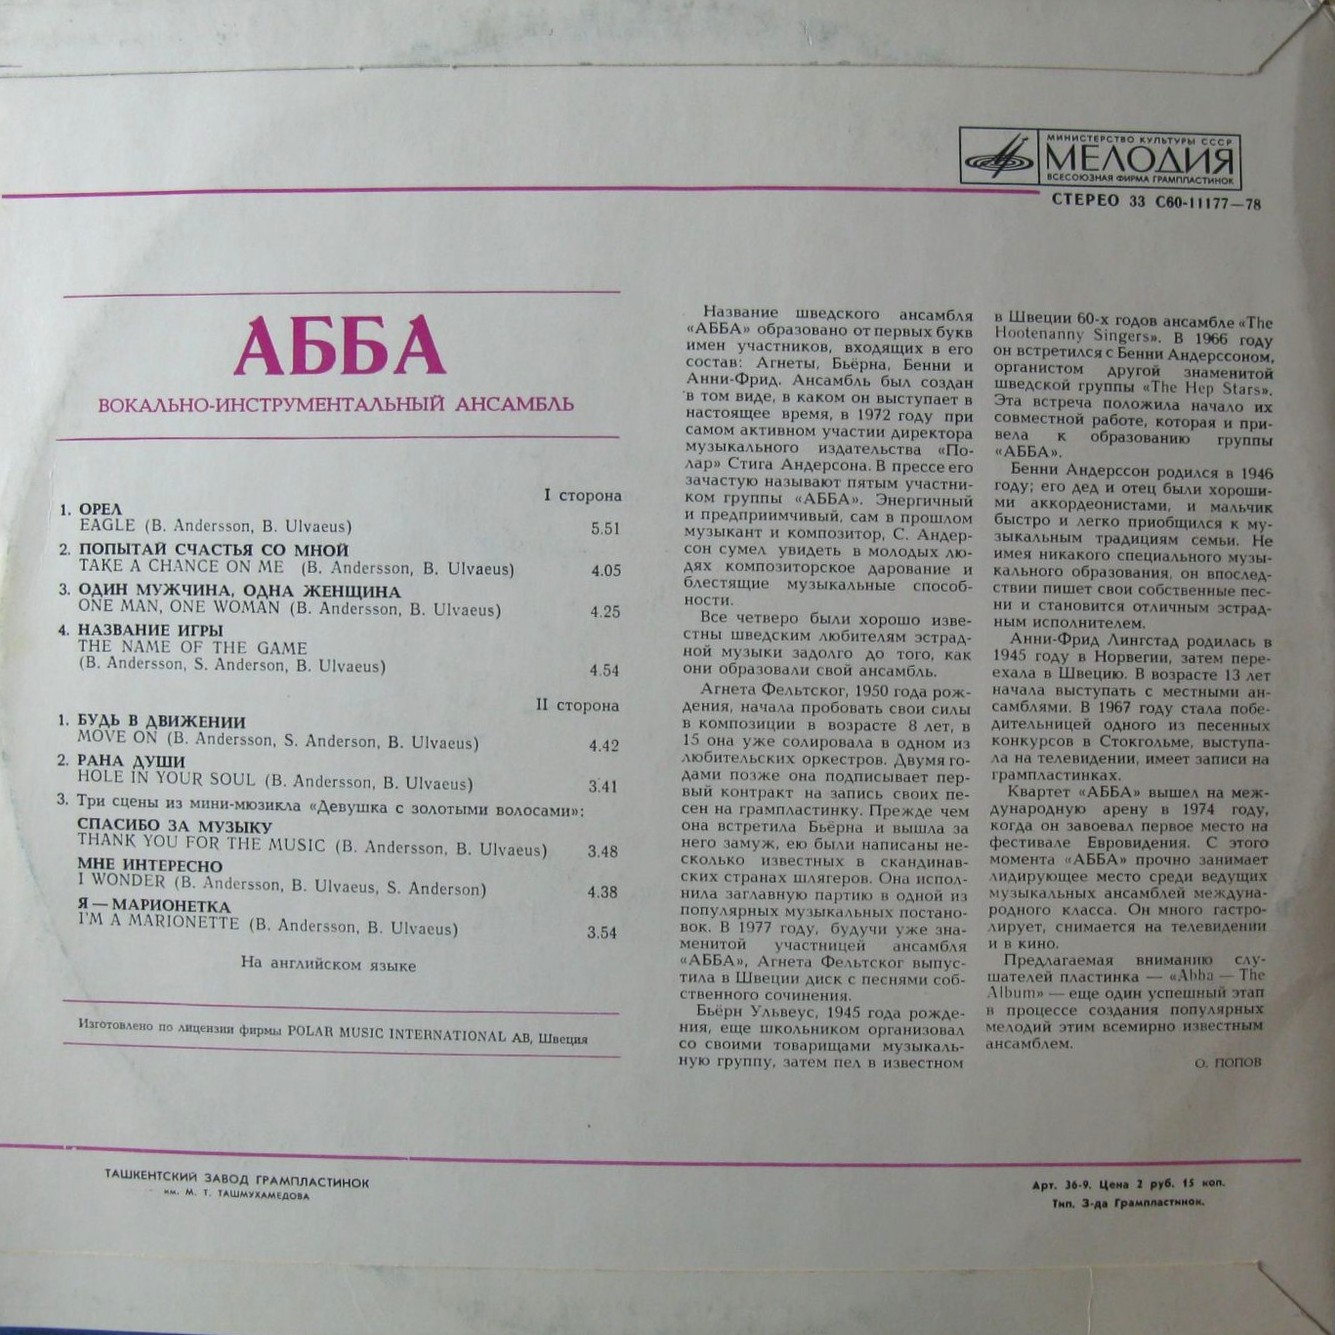 МИНИСТЕРСТВО КУЛЬТУРЫ СССР
МЕЛОДИЯ
ВСЕСОЮЗНАЯ ФИРМА ГРАМПЛАСТИНОК
СТЕРЕО 33 С60-11177—78
АББА
ВОКАЛЬНО-ИНСТРУМЕНТАЛЬНЫЙ АНСАМБЛЬ
I сторона
1. ОРЕЛ
EAGLE (B. Andersson, B. Ulvaeus) 5.51
2. ПОПЫТАЙ СЧАСТЬЯ СО МНОЙ
TAKE A CHANCE ON ME (B. Andersson, B. Ulvaeus) 4.05
3. ОДИН МУЖЧИНА, ОДНА ЖЕНЩИНА
ONE MAN, ONE WOMAN (B. Andersson, B. Ulvaeus) 4.25
4. НАЗВАНИЕ ИГРЫ
THE NAME OF THE GAME
(B. Andersson, S. Anderson, B. Ulvaeus) 4.54
II сторона
1. БУДЬ В ДВИЖЕНИИ
MOVE ON (B. Andersson, S. Anderson, B. Ulvaeus) 4.42
2. РАНА ДУШИ
HOLE IN YOUR SOUL (B. Andersson, B. Ulvaeus) 3.41
3. Три сцены из мини-мюзикла «Девушка с золотыми волосами»:
СПАСИБО ЗА МУЗЫКУ
THANK YOU FOR THE MUSIC (B. Andersson, B. Ulvaeus) 3.48
МНЕ ИНТЕРЕСНО
I WONDER (B. Andersson, B. Ulvaeus, S. Anderson) 4.38
Я — МАРИОНЕТКА
I'M A MARIONETTE (B. Andersson, B. Ulvaeus) 3.54
На английском языке
Изготовлено по лицензии фирмы POLAR MUSIC INTERNATIONAL AB, Швеция
Название шведского ансамбля
«АББА» образовано от первых букв
имен участников, входящих в его
состав: Агнеты, Бьёрна, Бенни и
Анни-Фрид. Ансамбль был создан
в том виде, в каком он выступает в
настоящее время, в 1972 году при
самом активном участии директора
музыкального издательства «По-
лар» Стига Андерсона. В прессе его
зачастую называют пятым участни-
ком группы «АББА». Энергичный
и предприимчивый, сам в прошлом
музыкант и композитор, С. Андер-
сон сумел увидеть в молодых лю-
дях композиторское дарование и
блестящие музыкальные способ-
ности.
Все четверо были хорошо изве-
стны шведским любителям эстрад-
ной музыки задолго до того, как
они образовали свой ансамбль.
Агнета Фельтског, 1950 года рож-
дения, начала пробовать свои силы
в композиции в возрасте 8 лет, в
15 она уже солировала в одном из
любительских оркестров. Двумя го-
дами позже она подписывает пер-
вый контракт на запись своих пе-
сен на грампластинку. Прежде чем
она встретила Бьёрна и вышла за
него замуж, ею были написаны не-
сколько известных в скандинав-
ских странах шлягеров. Она испол-
нила заглавную партию в одной из
популярных музыкальных постано-
вок. В 1977 году, будучи уже зна-
менитой участницей ансамбля
«АББА», Агнета Фельтског выпус-
тила в Швеции диск с песнями соб-
ственного сочинения.
Бьёрн Ульвеус, 1945 года рожде-
ния, еще школьником организовал
со своими товарищами музыкаль-
ную группу, затем пел в известном
в Швеции 60-х годов ансамбле «The
Hootenanny Singers». В 1966 году
он встретился с Бенни Андерссоном,
органистом другой знаменитой
шведской группы «The Hep Stars».
Эта встреча положила начало их
совместной работе, которая и при-
вела к образованию группы
«АББА».
Бенни Андерссон родился в 1946
году; его дед и отец были хороши-
ми аккордеонистами, и мальчик
быстро и легко приобщился к му-
зыкальным традициям семьи. Не
имея никакого специального музы-
кального образования, он впослед-
ствии пишет свои собственные пес-
ни и становится отличным эстрад-
ным исполнителем.
Анни-Фрид Лингстад родилась в
1945 году в Норвегии, затем пере-
ехала в Швецию. В возрасте 13 лет
начала выступать с местными ан-
самблями. В 1967 году стала побе-
дительницей одного из песенных
конкурсов в Стокгольме, выступа-
ла на телевидении, имеет записи на
грампластинках.
Квартет «АББА» вышел на меж-
дународную арену в 1974 году,
когда он завоевал первое место на
фестивале Евровидения. С этого
момента «АББА» прочно занимает
лидирующее место среди ведущих
музыкальных ансамблей междуна-
родного класса. Он много гастро-
лирует, снимается на телевидении
и в кино.
Предлагаемая вниманию слу-
шателей пластинка — «Abba — The
Album» — еще один успешный этап
в процессе создания популярных
мелодий этим всемирно известным
ансамблем.
О. ПОПОВ
ТАШКЕНТСКИЙ ЗАВОД ГРАМПЛАСТИНОК
им. М. Т. ТАШМУХАМЕДОВА
Арт. 36-9. Цена 2 руб. 15 коп.
Тип. З-да Грампластинок.